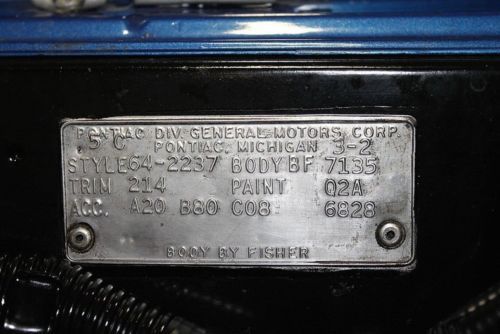 PONTIAC DIV. GENERAL MOTORS CORP.
.5 C PONTIAC, MICHIGAN 3-2
STYLE 64-2237 BODY BF 7135
TRIM 214 PAINT Q2A
ACC. A20 B80 C08 6828
BODY BY FISHER